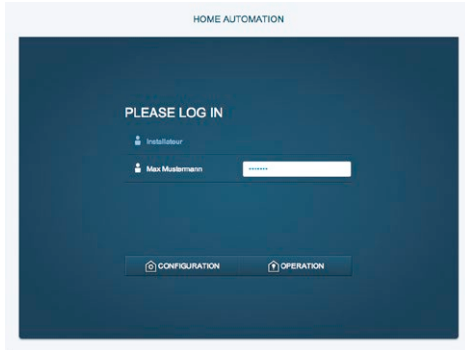 HOME AUTOMATION
PLEASE LOG IN
Installateur
Max Mustermann
CONFIGURATION
OPERATION